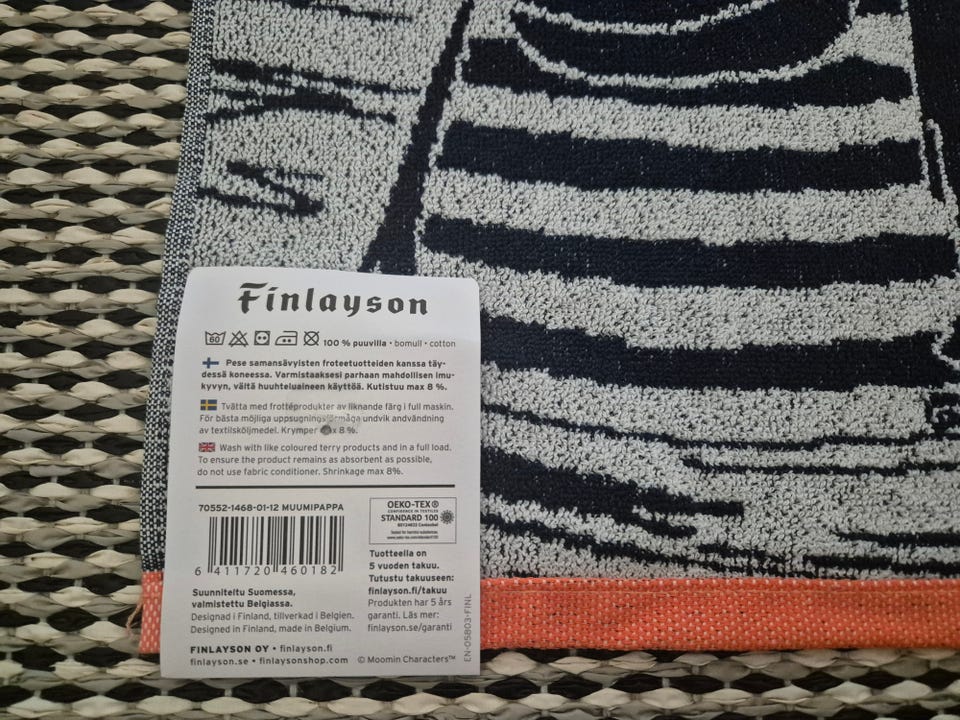 Finlayson
60 100 % puuvilla • bomull • cotton
Pese samansävyisten froteetuotteiden kanssa täy-
dessä koneessa. Varmistaaksesi parhaan mahdollisen imu-
kyvyn, vältä huuhteluaineen käyttöä. Kutistuu max 8 %.
Tvätta med frottéprodukter av liknande färg i full maskin.
För bästa möjliga uppsugningsförmåga undvik användning
av textilsköljmedel. Krymper max 8 %.
Wash with like coloured terry products and in a full load.
To ensure the product remains as absorbent as possible,
do not use fabric conditioner. Shrinkage max 8%.
70552-1468-01-12 MUUMIPAPPA
6 411720 460182
Suunniteltu Suomessa,
valmistettu Belgiassa.
Designad i Finland, tillverkad i Belgien.
Designed in Finland, made in Belgium.
FINLAYSON OY • finlayson.fi
finlayson.se • finlaysonshop.com
OEKO-TEX®
CONFIDENCE IN TEXTILES
STANDARD 100
Tuotteella on
5 vuoden takuu.
Tutustu takuuseen:
finlayson.fi/takuu
Produkten har 5 års
garanti. Läs mer:
finlayson.se/garanti
© Moomin Characters™
EN-05803-FINL